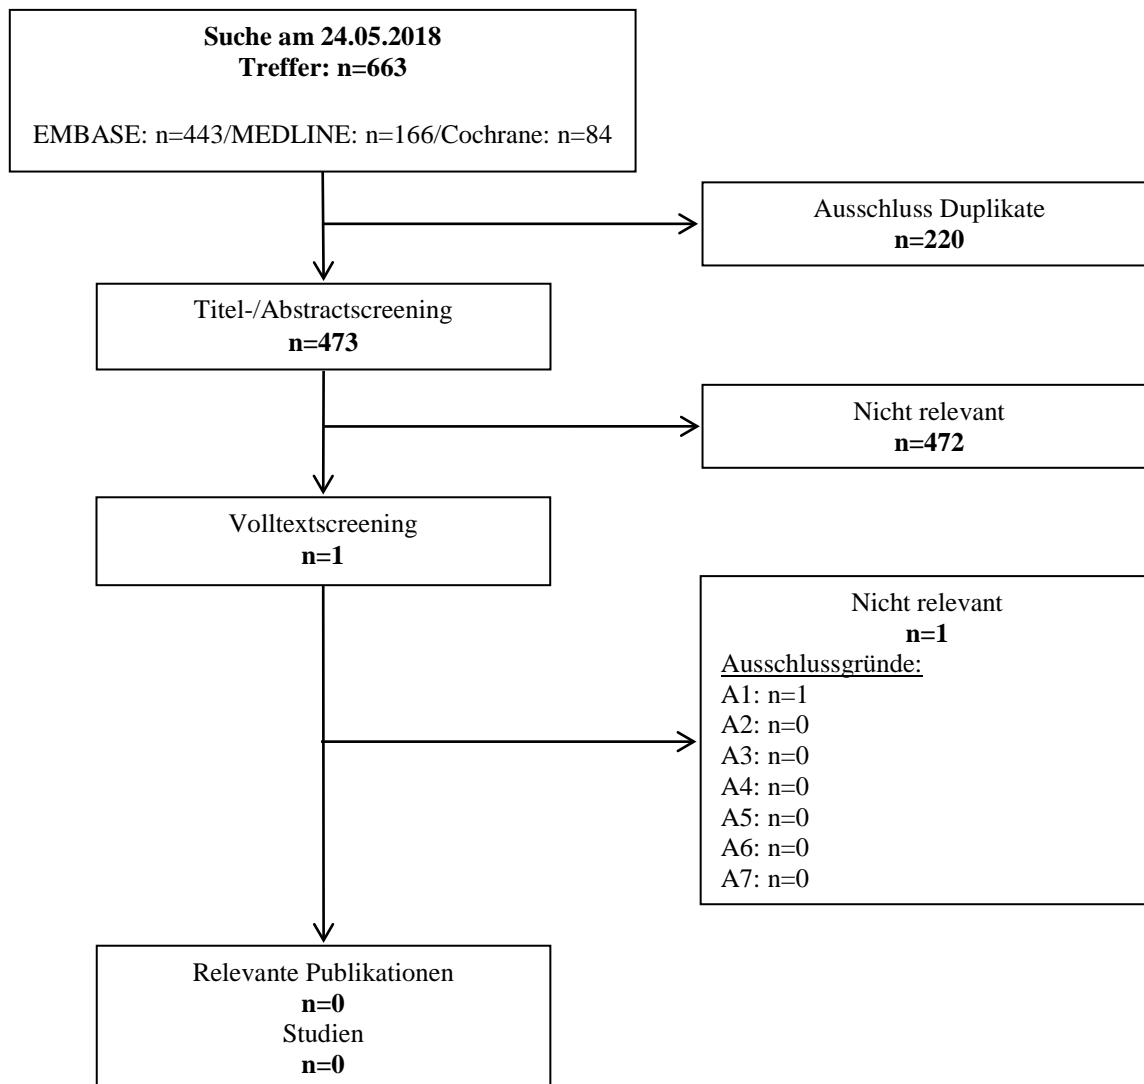 Suche am 24.05.2018
Treffer: n=663
EMBASE: n=443/MEDLINE: n=166/Cochrane: n=84
Ausschluss Duplikate
n=220
Titel-/Abstractscreening
n=473
Nicht relevant
n=472
Volltextscreening
n=1
Nicht relevant
n=1
Ausschlussgründe:
A1: n=1
A2: n=0
A3: n=0
A4: n=0
A5: n=0
A6: n=0
A7: n=0
Relevante Publikationen
n=0
Studien
n=0